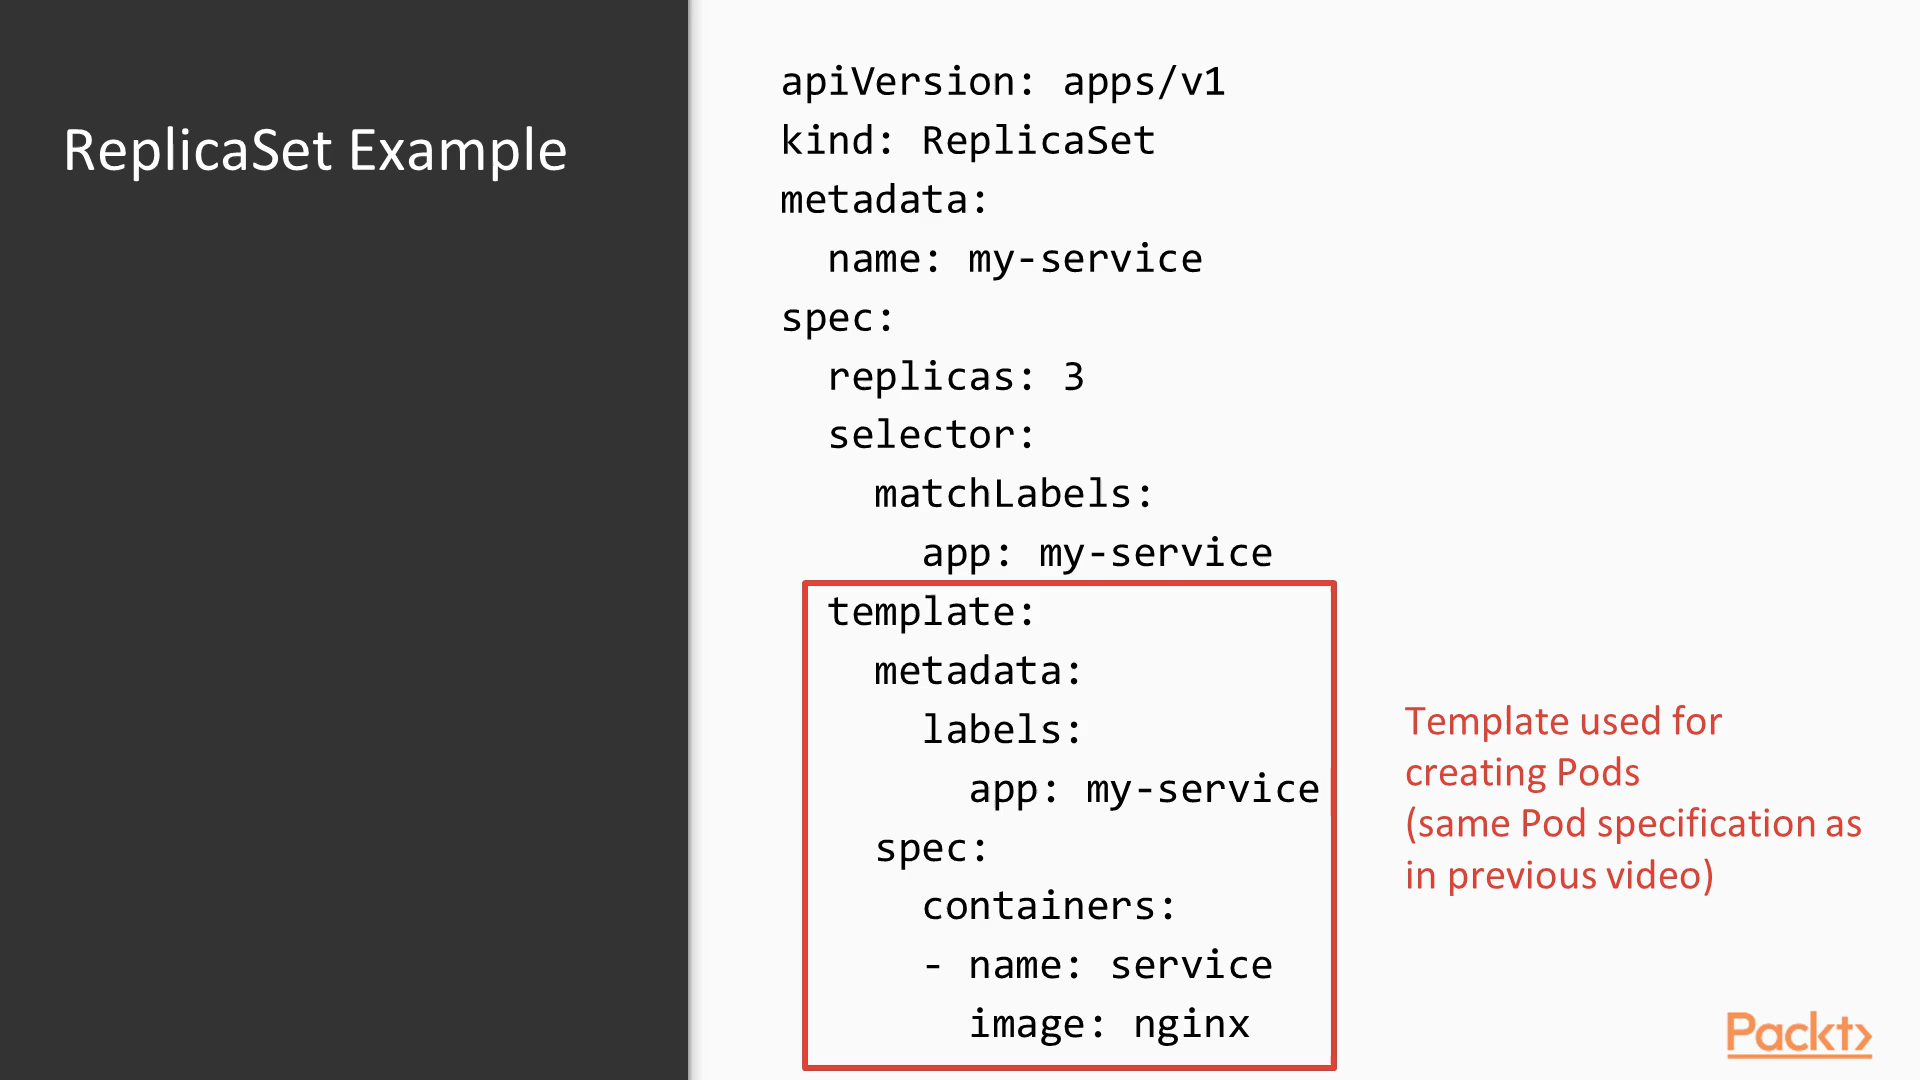 ReplicaSet Example
apiVersion: apps/v1
kind: ReplicaSet
metadata:
  name: my-service
spec:
  replicas: 3
  selector:
    matchLabels:
      app: my-service
  template:
    metadata:
      labels:
        app: my-service
    spec:
      containers:
      - name: service
        image: nginx
Template used for
creating Pods
(same Pod specification as
in previous video)
Packt>